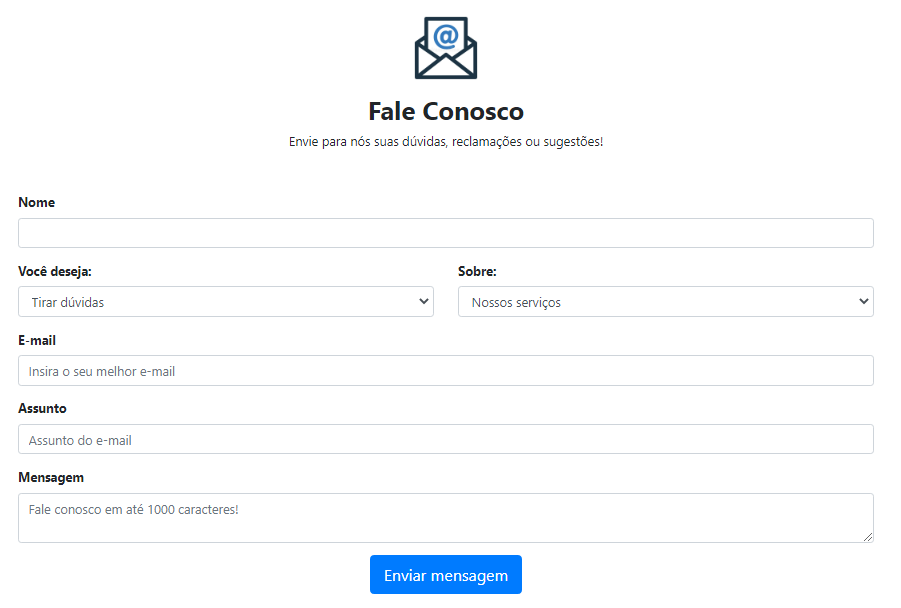 @
Fale Conosco
Envie para nós suas dúvidas, reclamações ou sugestões!
Nome
Você deseja:
Sobre:
Tirar dúvidas
Nossos serviços
E-mail
Insira o seu melhor e-mail
Assunto
Assunto do e-mail
Mensagem
Fale conosco em até 1000 caracteres!
Enviar mensagem